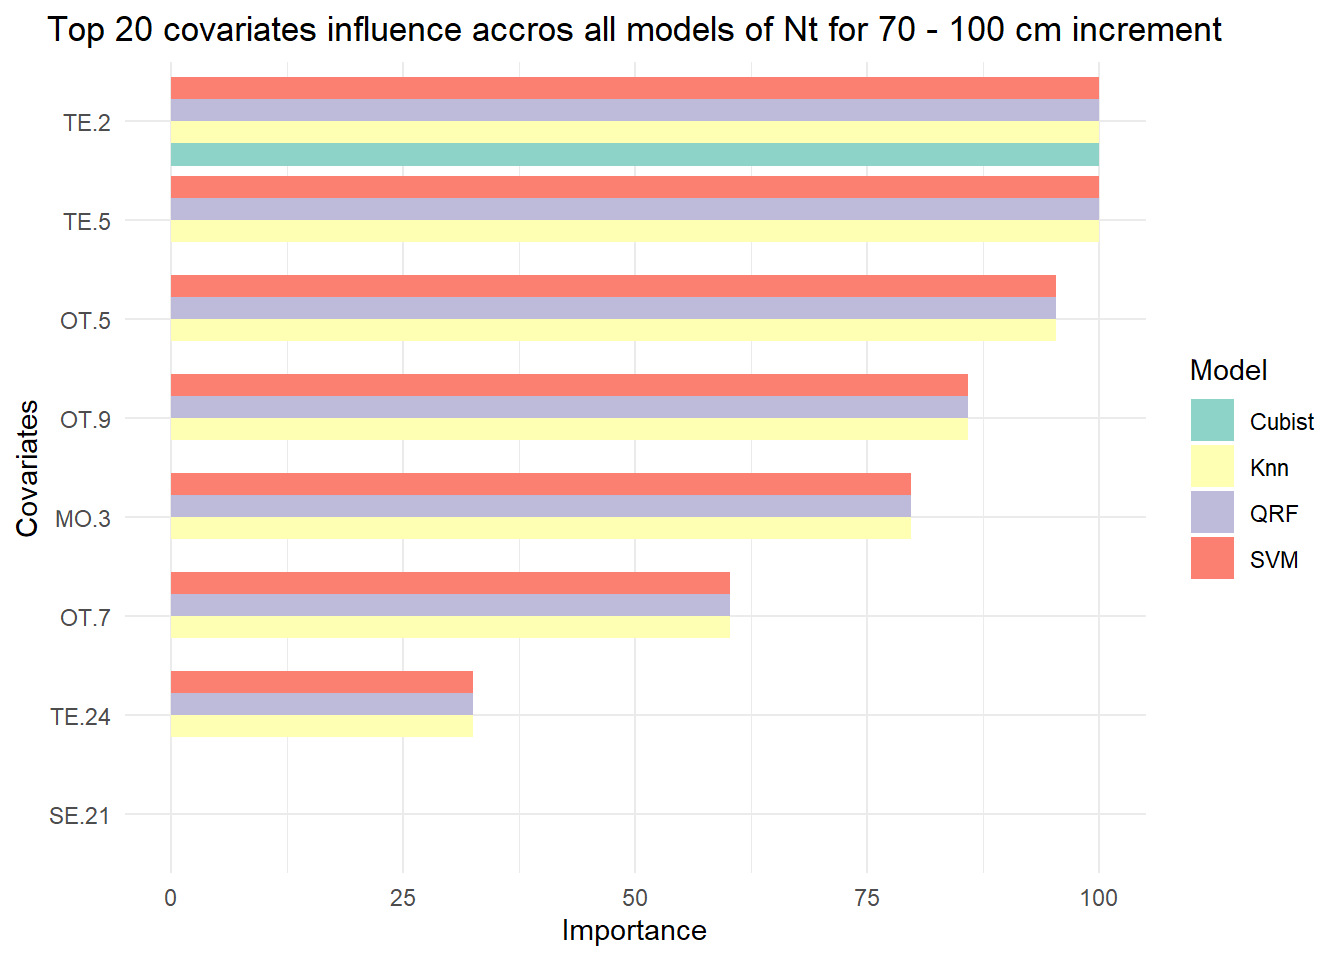 Top 20 covariates influence accros all models of Nt for 70 - 100 cm increment
Covariates
TE.2
TE.5
OT.5
OT.9
MO.3
OT.7
TE.24
SE.21
0 25 50 75 100
Importance
Model
Cubist
Knn
QRF
SVM